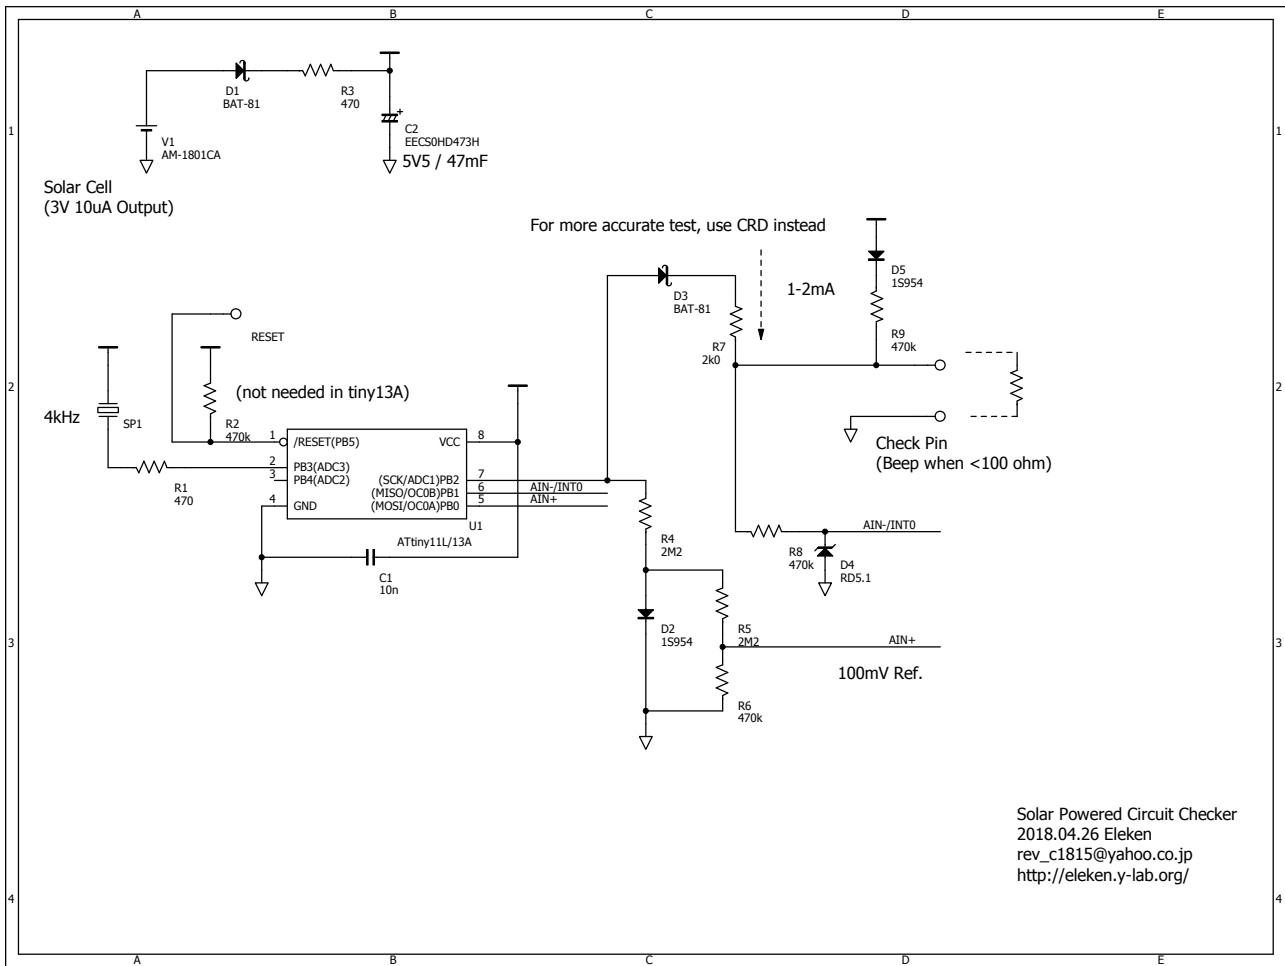 A B C D E
D1
BAT-81
R3
470
C2
EECS0HD473H
5V5 / 47mF
+
V1
AM-1801CA
1 1
Solar Cell
(3V 10uA Output)
For more accurate test, use CRD instead
1-2mA
D5
1S954
D3
BAT-81
R9
470k
R7
2k0
RESET
2 2
(not needed in tiny13A)
4kHz
SP1
R2
470k
R1
470
1 /RESET(PB5)
2 PB3(ADC3)
3 PB4(ADC2)
4 GND
VCC 8
(SCK/ADC1)PB2 7
(MISO/OC0B)PB1 6
(MOSI/OC0A)PB0 5
AIN-/INT0
AIN+
U1
ATtiny11L/13A
C1
10n
Check Pin
(Beep when <100 ohm)
R4
2M2
R8
470k
D4
RD5.1
AIN-/INT0
D2
1S954
R5
2M2
AIN+
3 3
100mV Ref.
R6
470k
Solar Powered Circuit Checker
2018.04.26 Eleken
rev_c1815@yahoo.co.jp
http://eleken.y-lab.org/
4 4
A B C D E